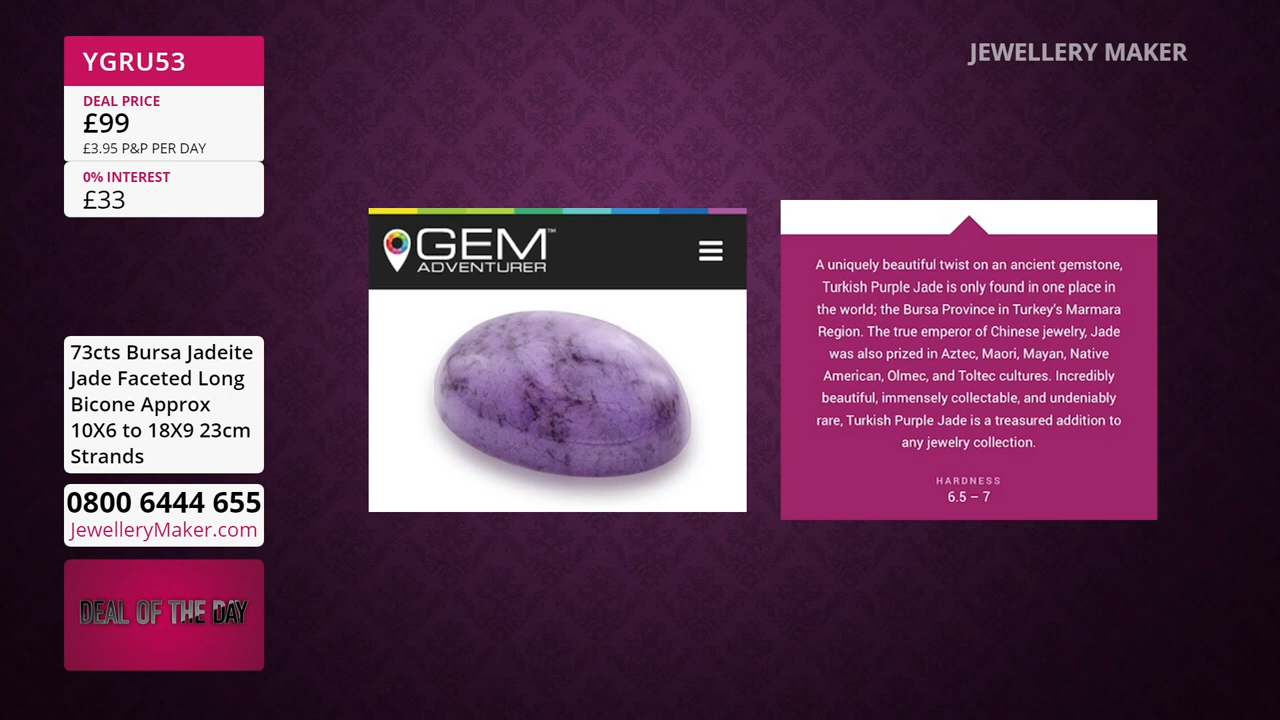 YGRU53
DEAL PRICE
£99
£3.95 P&P PER DAY
0% INTEREST
£33
73cts Bursa Jadeite
Jade Faceted Long
Bicone Approx
10X6 to 18X9 23cm
Strands
0800 6444 655
JewelleryMaker.com
DEAL OF THE DAY
JEWELLERY MAKER
GEM™
ADVENTURER
A uniquely beautiful twist on an ancient gemstone,
Turkish Purple Jade is only found in one place in
the world; the Bursa Province in Turkey's Marmara
Region. The true emperor of Chinese jewelry, Jade
was also prized in Aztec, Maori, Mayan, Native
American, Olmec, and Toltec cultures. Incredibly
beautiful, immensely collectable, and undeniably
rare, Turkish Purple Jade is a treasured addition to
any jewelry collection.
HARDNESS
6.5 – 7